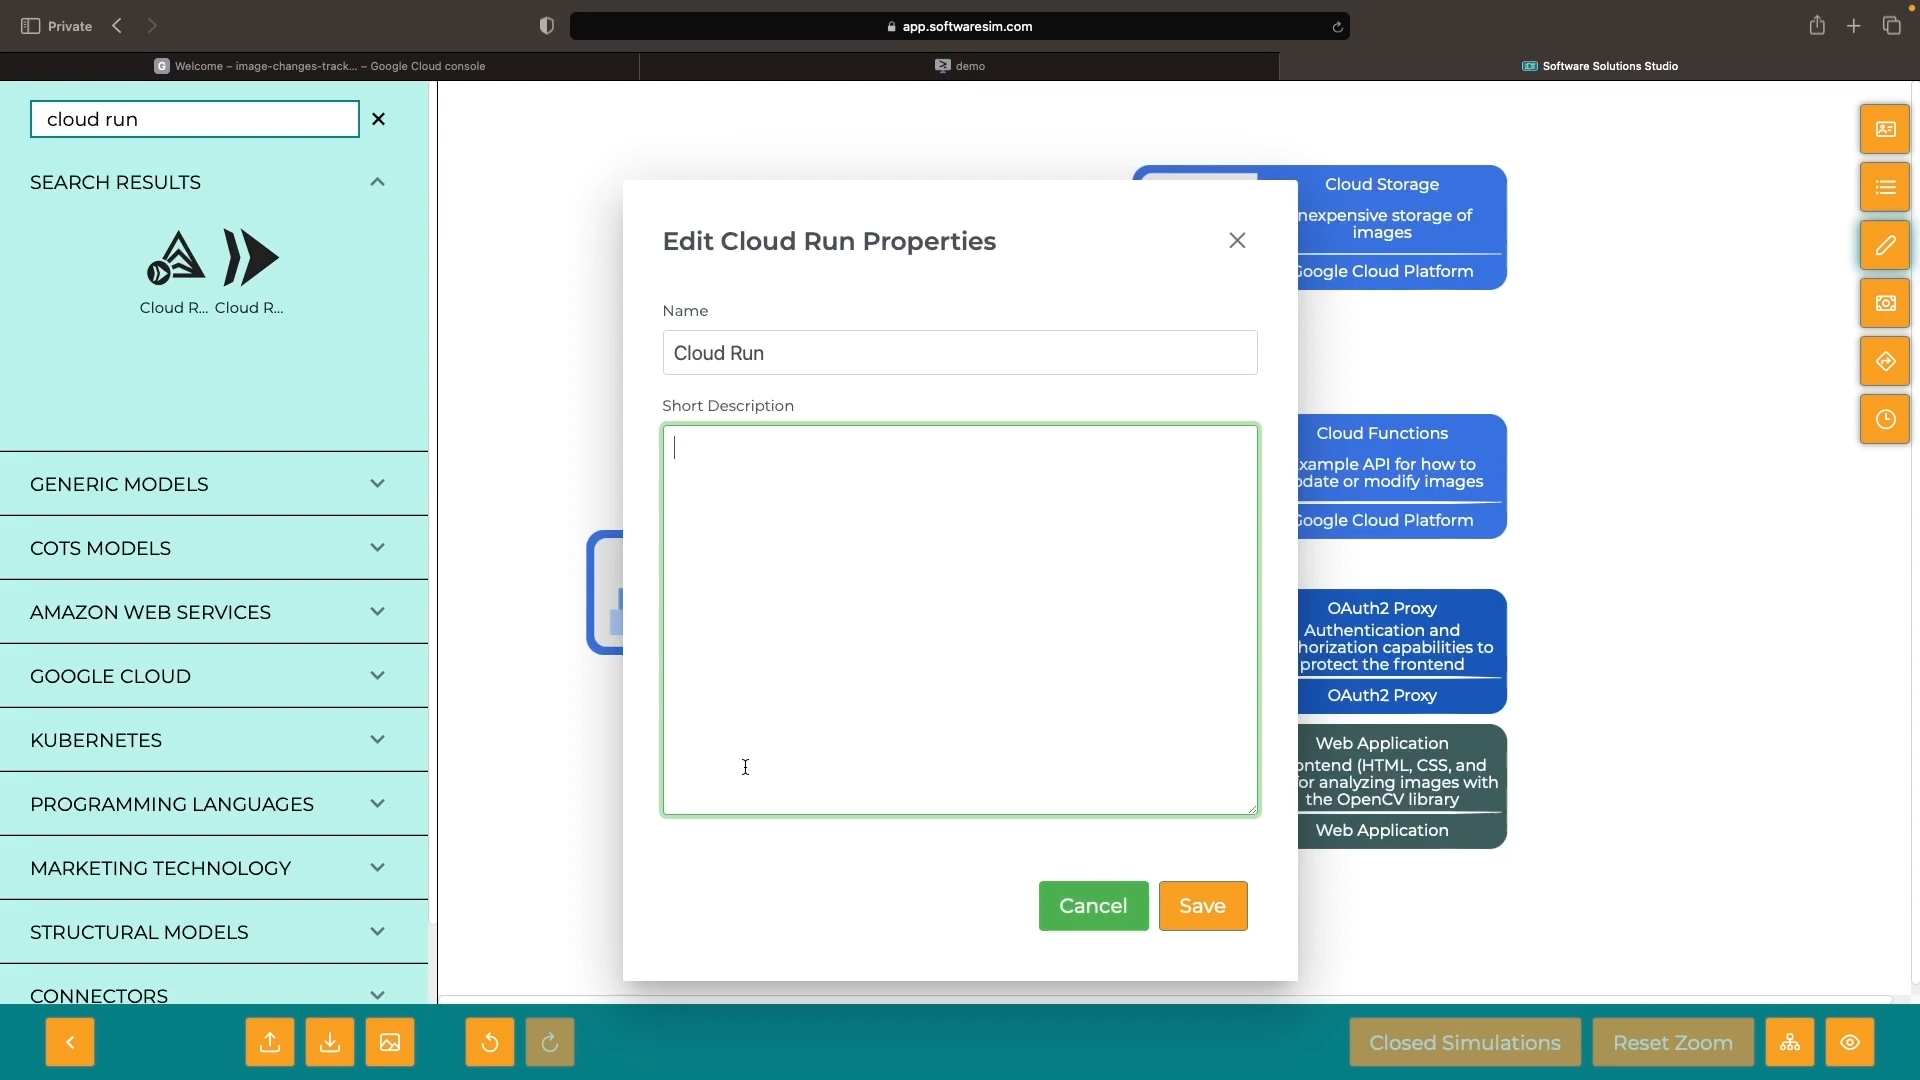 Private
app.softwaresim.com
Welcome – image-changes-track... – Google Cloud console
demo
Software Solutions Studio
cloud run
SEARCH RESULTS
Cloud R... Cloud R...
GENERIC MODELS
COTS MODELS
AMAZON WEB SERVICES
GOOGLE CLOUD
KUBERNETES
PROGRAMMING LANGUAGES
MARKETING TECHNOLOGY
STRUCTURAL MODELS
CONNECTORS
Edit Cloud Run Properties
Name
Cloud Run
Short Description
Cancel
Save
Cloud Storage
nexpensive storage of
images
Google Cloud Platform
Cloud Functions
xample API for how to
pdate or modify images
Google Cloud Platform
OAuth2 Proxy
Authentication and
horization capabilities to
protect the frontend
OAuth2 Proxy
Web Application
ontend (HTML, CSS, and
for analyzing images with
the OpenCV library
Web Application
Closed Simulations
Reset Zoom